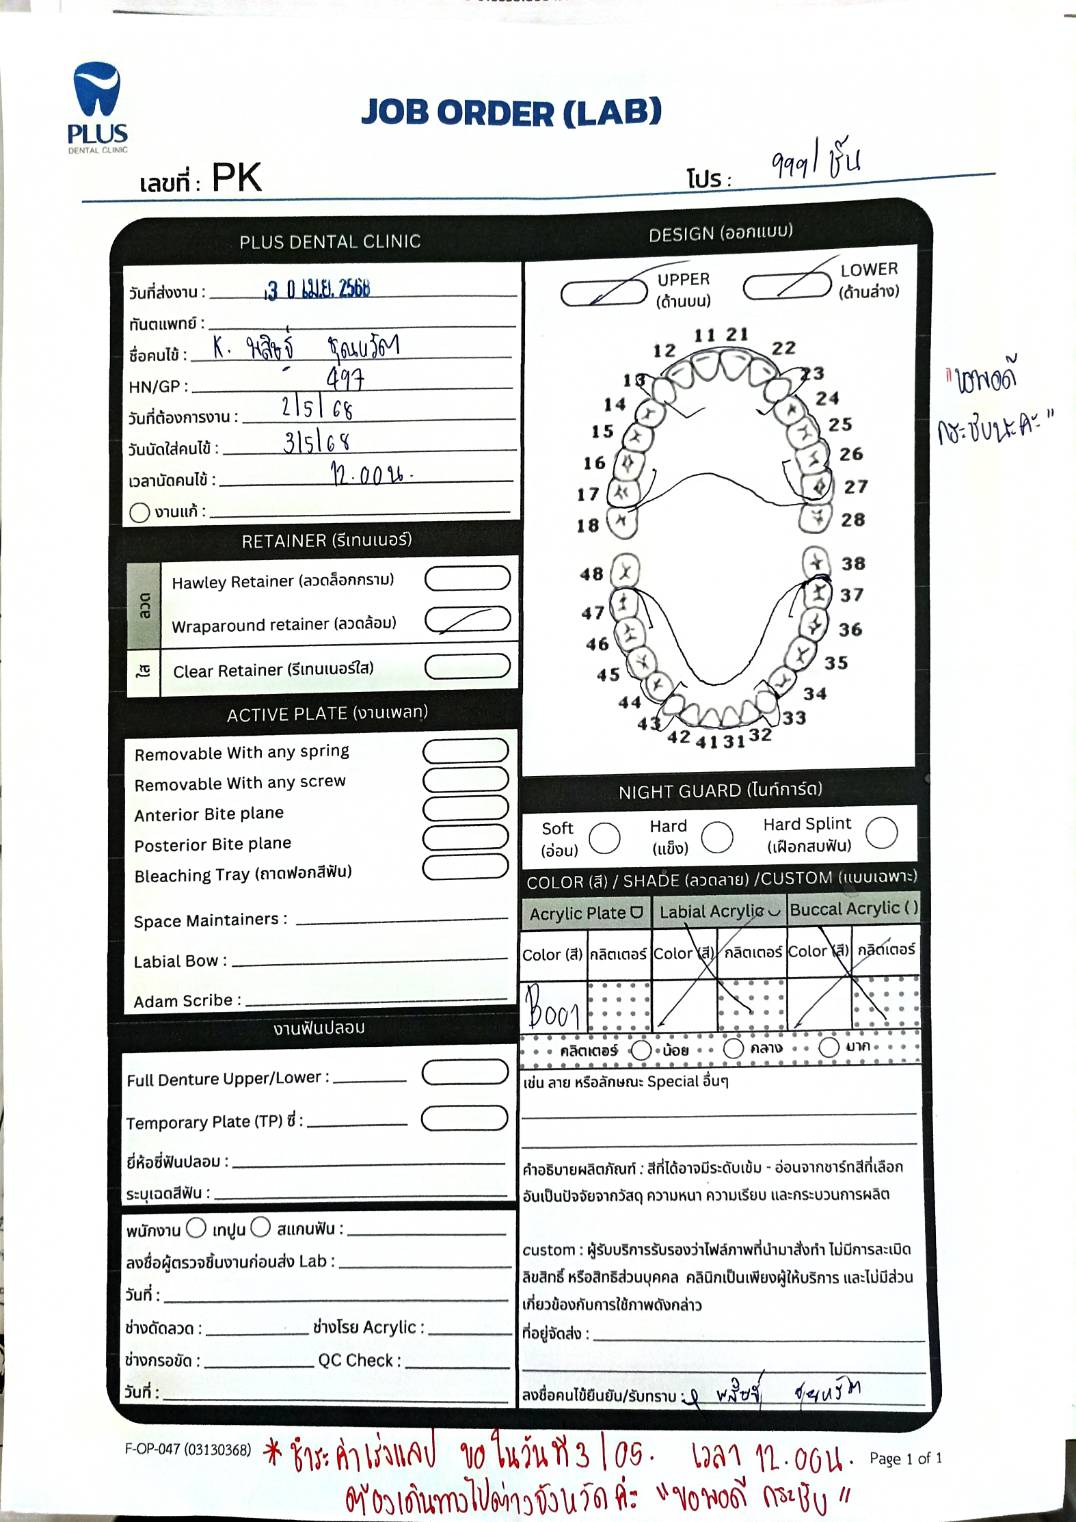 PLUS
DENTAL CLINIC
JOB ORDER (LAB)
เลขที่ : PK
โปร : 999/ชิ้น
PLUS DENTAL CLINIC
วันที่ส่งงาน : 30 เม.ย. 2568
ทันตแพทย์ :
ชื่อคนไข้ : K.
HN/GP : 497
วันที่ต้องการงาน : 2/5/68
วันนัดใส่คนไข้ : 3/5/68
เวลานัดคนไข้ : 12.00น.
งานแก้ :
RETAINER (รีเทนเนอร์)
ลวด
Hawley Retainer (ลวดล็อกกราม)
Wraparound retainer (ลวดล้อม)
ใส
Clear Retainer (รีเทนเนอร์ใส)
ACTIVE PLATE (งานเพลท)
Removable With any spring
Removable With any screw
Anterior Bite plane
Posterior Bite plane
Bleaching Tray (ถาดฟอกสีฟัน)
Space Maintainers :
Labial Bow :
Adam Scribe :
งานฟันปลอม
Full Denture Upper/Lower :
Temporary Plate (TP) ซี่ :
ยี่ห้อซี่ฟันปลอม :
ระบุเฉดสีฟัน :
พนักงาน เทปูน สแกนฟัน :
ลงชื่อผู้ตรวจชิ้นงานก่อนส่ง Lab :
วันที่ :
ช่างดัดลวด : ช่างโรย Acrylic :
ช่างกรอขัด : QC Check :
วันที่ :
DESIGN (ออกแบบ)
UPPER (ด้านบน)
LOWER (ด้านล่าง)
11 21
12 22
13 23
14 24
15 25
16 26
17 27
18 28
48 38
47 37
46 36
45 35
44 34
43 33
42 41 31 32
"ขอพอดี
กระชับนะคะ"
NIGHT GUARD (ไนท์การ์ด)
Soft (อ่อน)
Hard (แข็ง)
Hard Splint (เฝือกสบฟัน)
COLOR (สี) / SHADE (ลวดลาย) /CUSTOM (แบบเฉพาะ)
Acrylic Plate Labial Acrylic Buccal Acrylic ( )
Color (สี) กลิตเตอร์ Color (สี) กลิตเตอร์ Color (สี) กลิตเตอร์
B001
กลิตเตอร์ น้อย กลาง มาก
เช่น ลาย หรือลักษณะ Special อื่นๆ
คำอธิบายผลิตภัณฑ์ : สีที่ได้อาจมีระดับเข้ม - อ่อนจากชาร์ทสีที่เลือก
อันเป็นปัจจัยจากวัสดุ ความหนา ความเรียบ และกระบวนการผลิต
custom : ผู้รับบริการรับรองว่าไฟล์ภาพที่นำมาสั่งทำ ไม่มีการละเมิด
ลิขสิทธิ์ หรือสิทธิส่วนบุคคล คลินิกเป็นเพียงผู้ให้บริการ และไม่มีส่วน
เกี่ยวข้องกับการใช้ภาพดังกล่าว
ที่อยู่จัดส่ง :
ลงชื่อคนไข้ยืนยัน/รับทราบ :
F-OP-047 (03130368)
* ชำระค่าเร่งแลป ขอในวันที่ 3/05. เวลา 12.00น.
ต้องเดินทางไปต่างจังหวัดค่ะ "ขอพอดี กระชับ"
Page 1 of 1